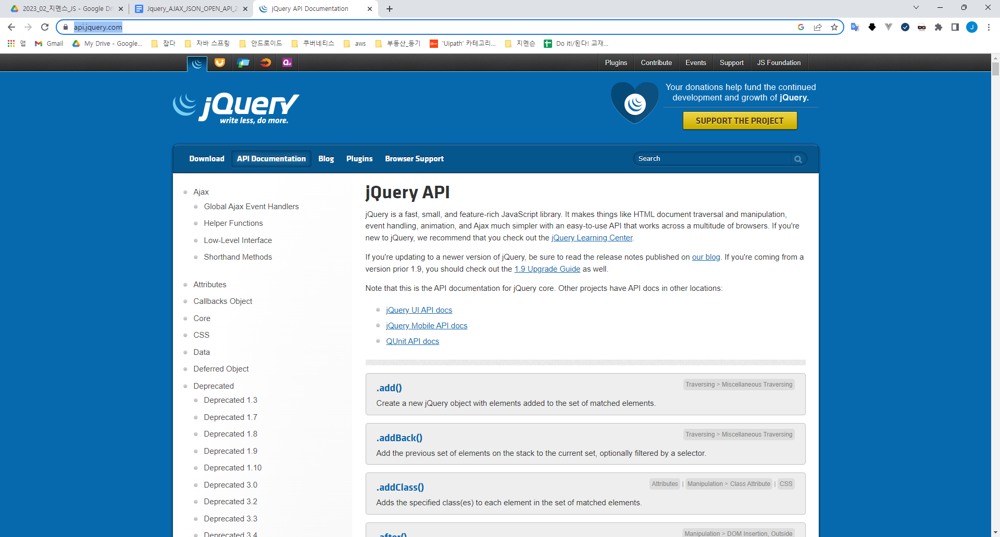 2023_02_지멘스_JS - Google Dri
Jquery_AJAX_JSON_OPEN_API_2
jQuery API Documentation
api.jquery.com
앱
Gmail
My Drive - Google...
잡다
자바 스프링
안드로이드
쿠버네티스
aws
부동산_등기
'Uipath' 카테고리...
지멘슨
Do it!/된다! 교재...
Plugins
Contribute
Events
Support
JS Foundation
jQuery
write less, do more.
Your donations help fund the continued
development and growth of jQuery.
SUPPORT THE PROJECT
Download
API Documentation
Blog
Plugins
Browser Support
Search
Ajax
Global Ajax Event Handlers
Helper Functions
Low-Level Interface
Shorthand Methods
Attributes
Callbacks Object
Core
CSS
Data
Deferred Object
Deprecated
Deprecated 1.3
Deprecated 1.7
Deprecated 1.8
Deprecated 1.9
Deprecated 1.10
Deprecated 3.0
Deprecated 3.2
Deprecated 3.3
Deprecated 3.4
jQuery API
jQuery is a fast, small, and feature-rich JavaScript library. It makes things like HTML document traversal and manipulation,
event handling, animation, and Ajax much simpler with an easy-to-use API that works across a multitude of browsers. If you're
new to jQuery, we recommend that you check out the jQuery Learning Center.
If you're updating to a newer version of jQuery, be sure to read the release notes published on our blog. If you're coming from a
version prior 1.9, you should check out the 1.9 Upgrade Guide as well.
Note that this is the API documentation for jQuery core. Other projects have API docs in other locations:
jQuery UI API docs
jQuery Mobile API docs
QUnit API docs
.add()
Traversing > Miscellaneous Traversing
Create a new jQuery object with elements added to the set of matched elements.
.addBack()
Traversing > Miscellaneous Traversing
Add the previous set of elements on the stack to the current set, optionally filtered by a selector.
.addClass()
Attributes | Manipulation > Class Attribute | CSS
Adds the specified class(es) to each element in the set of matched elements.
.after()
Manipulation > DOM Insertion, Outside
Qu
J